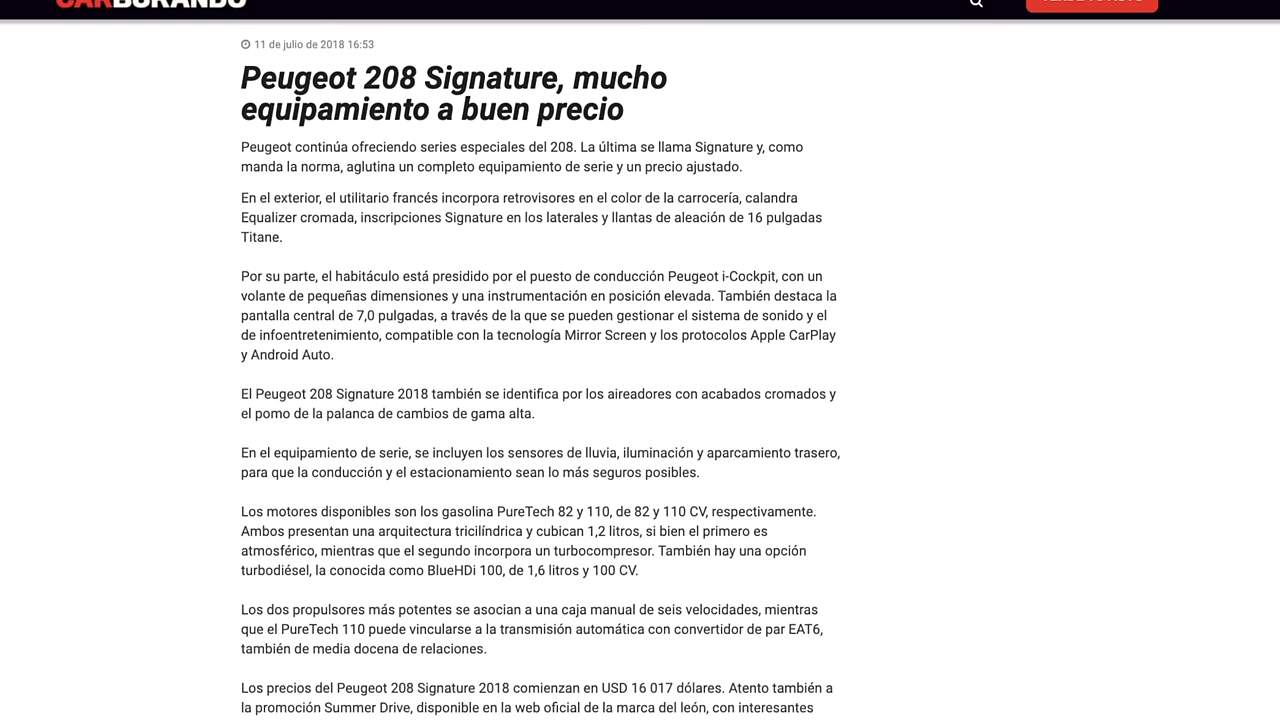 CARBURANDO
11 de julio de 2018 16:53
Peugeot 208 Signature, mucho
equipamiento a buen precio
Peugeot continúa ofreciendo series especiales del 208. La última se llama Signature y, como
manda la norma, aglutina un completo equipamiento de serie y un precio ajustado.
En el exterior, el utilitario francés incorpora retrovisores en el color de la carrocería, calandra
Equalizer cromada, inscripciones Signature en los laterales y llantas de aleación de 16 pulgadas
Titane.
Por su parte, el habitáculo está presidido por el puesto de conducción Peugeot i-Cockpit, con un
volante de pequeñas dimensiones y una instrumentación en posición elevada. También destaca la
pantalla central de 7,0 pulgadas, a través de la que se pueden gestionar el sistema de sonido y el
de infoentretenimiento, compatible con la tecnología Mirror Screen y los protocolos Apple CarPlay
y Android Auto.
El Peugeot 208 Signature 2018 también se identifica por los aireadores con acabados cromados y
el pomo de la palanca de cambios de gama alta.
En el equipamiento de serie, se incluyen los sensores de lluvia, iluminación y aparcamiento trasero,
para que la conducción y el estacionamiento sean lo más seguros posibles.
Los motores disponibles son los gasolina PureTech 82 y 110, de 82 y 110 CV, respectivamente.
Ambos presentan una arquitectura tricilíndrica y cubican 1,2 litros, si bien el primero es
atmosférico, mientras que el segundo incorpora un turbocompresor. También hay una opción
turbodiésel, la conocida como BlueHDi 100, de 1,6 litros y 100 CV.
Los dos propulsores más potentes se asocian a una caja manual de seis velocidades, mientras
que el PureTech 110 puede vincularse a la transmisión automática con convertidor de par EAT6,
también de media docena de relaciones.
Los precios del Peugeot 208 Signature 2018 comienzan en USD 16 017 dólares. Atento también a
la promoción Summer Drive, disponible en la web oficial de la marca del león, con interesantes